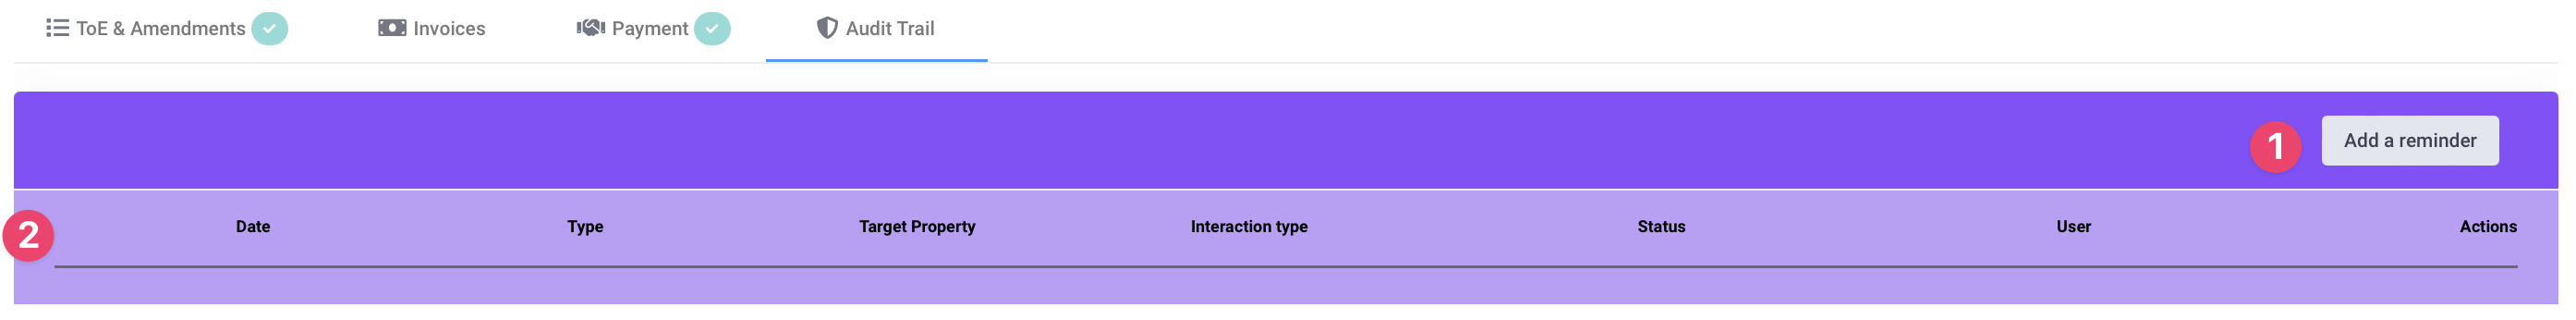 ToE & Amendments Invoices Payment Audit Trail
1 Add a reminder
2 Date Type Target Property Interaction type Status User Actions